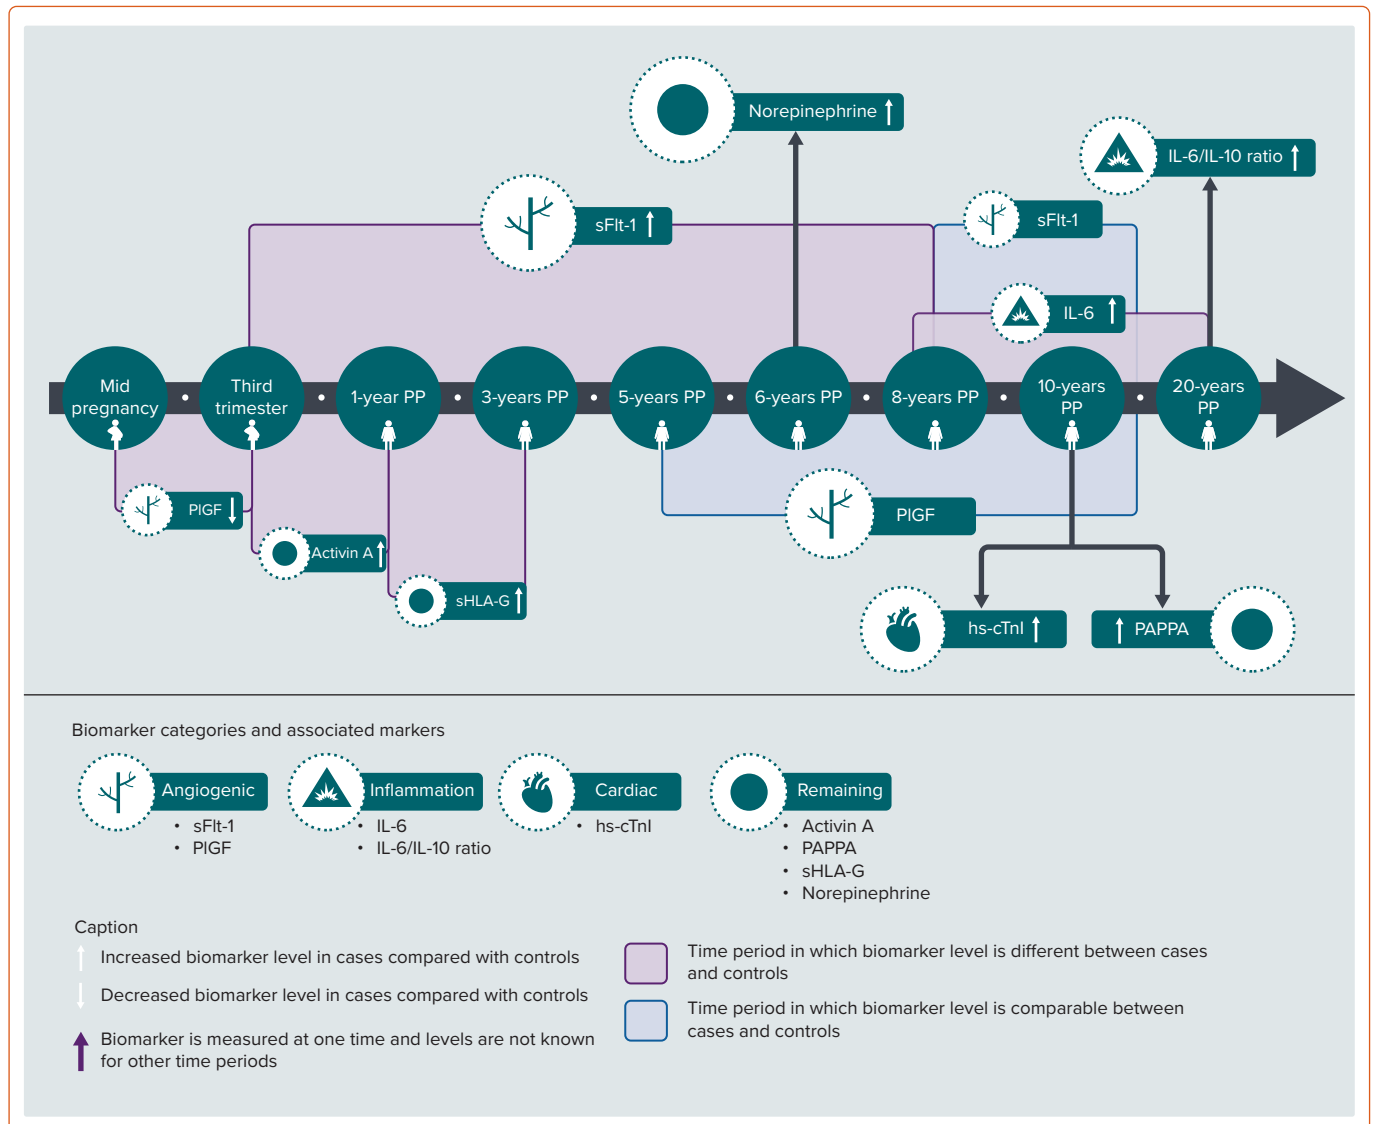 Norepinephrine
IL-6/IL-10 ratio
sFlt-1
sFlt-1
IL-6
Mid
pregnancy
Third
trimester
1-year PP
3-years PP
5-years PP
6-years PP
8-years PP
10-years
PP
20-years
PP
PlGF
PlGF
Activin A
sHLA-G
hs-cTnI
PAPPA
Biomarker categories and associated markers
Angiogenic
• sFlt-1
• PlGF
Inflammation
• IL-6
• IL-6/IL-10 ratio
Cardiac
• hs-cTnI
Remaining
• Activin A
• PAPPA
• sHLA-G
• Norepinephrine
Caption
Increased biomarker level in cases compared with controls
Decreased biomarker level in cases compared with controls
Biomarker is measured at one time and levels are not known
for other time periods
Time period in which biomarker level is different between cases
and controls
Time period in which biomarker level is comparable between
cases and controls